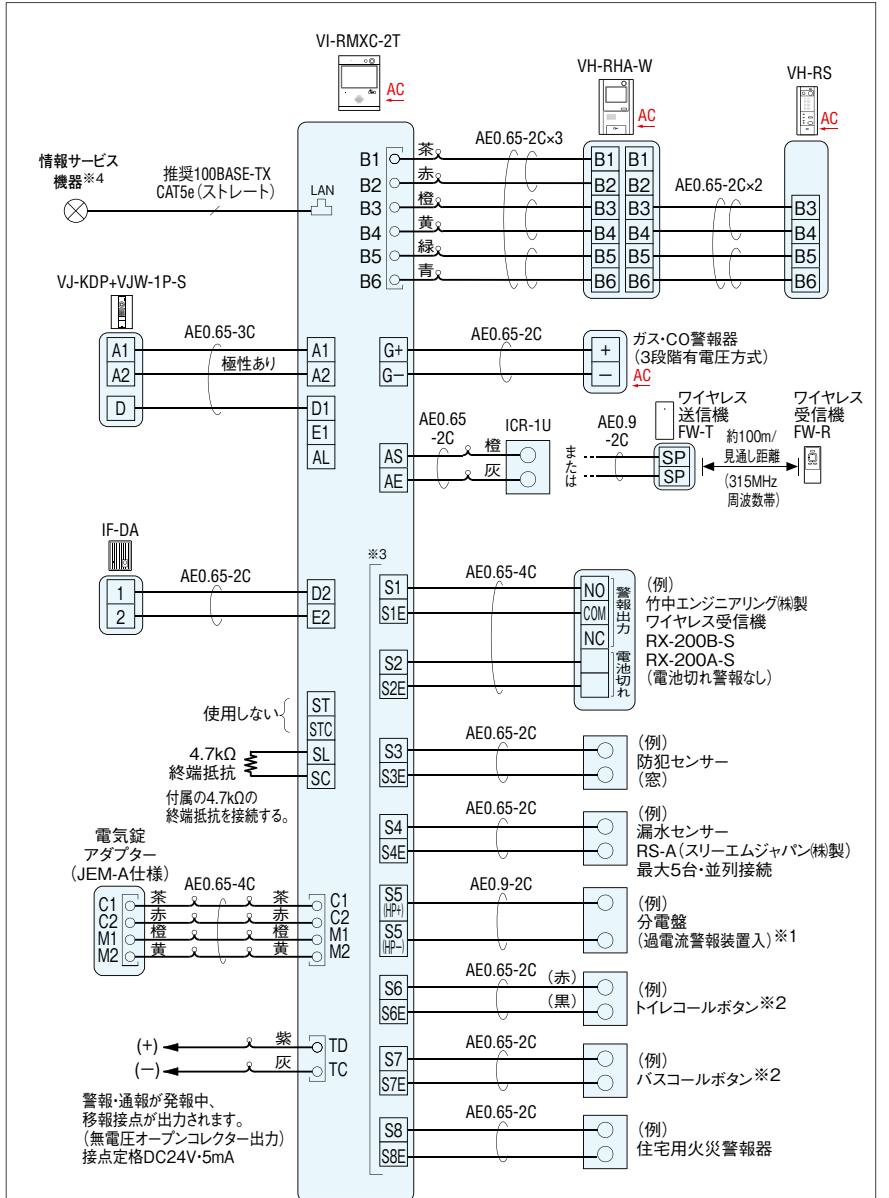 VI-RMXC-2T
AC
VH-RHA-W
AC
VH-RS
AC
情報サービス
機器※4
推奨100BASE-TX
CAT5e(ストレート)
LAN
B1
B2
B3
B4
B5
B6
茶
赤
橙
黄
緑
青
AE0.65-2C×3
B1 B1
B2 B2
B3 B3
B4 B4
B5 B5
B6 B6
AE0.65-2C×2
B3
B4
B5
B6
VJ-KDP+VJW-1P-S
A1
A2
D
AE0.65-3C
極性あり
A1
A2
D1
E1
AL
G+
G−
AE0.65-2C
+
−
ガス・CO警報器
(3段階有電圧方式)
AC
AS
AE
AE0.65
-2C
橙
灰
ICR-1U
または
AE0.9
-2C
SP
SP
ワイヤレス
送信機
FW-T
約100m/
見通し距離
(315MHz
周波数帯)
ワイヤレス
受信機
FW-R
IF-DA
1
2
AE0.65-2C
D2
E2
※3
S1
S1E
S2
S2E
AE0.65-4C
NO
COM
NC
警報出力
電池切れ
(例)
竹中エンジニアリング㈱製
ワイヤレス受信機
RX-200B-S
RX-200A-S
(電池切れ警報なし)
使用しない
ST
STC
SL
SC
4.7kΩ
終端抵抗
付属の4.7kΩの
終端抵抗を接続する。
S3
S3E
AE0.65-2C
(例)
防犯センサー
(窓)
S4
S4E
AE0.65-2C
(例)
漏水センサー
RS-A(スリーエムジャパン㈱製)
最大5台・並列接続
電気錠
アダプター
(JEM-A仕様)
C1
C2
M1
M2
茶
赤
橙
黄
AE0.65-4C
茶
赤
橙
黄
C1
C2
M1
M2
S5
(HP+)
S5
(HP−)
AE0.9-2C
(例)
分電盤
(過電流警報装置入)※1
S6
S6E
AE0.65-2C
(赤)
(黒)
(例)
トイレコールボタン※2
(+)
(−)
紫
灰
TD
TC
警報・通報が発報中、
移報接点が出力されます。
(無電圧オープンコレクター出力)
接点定格DC24V・5mA
S7
S7E
AE0.65-2C
(例)
バスコールボタン※2
S8
S8E
AE0.65-2C
(例)
住宅用火災警報器